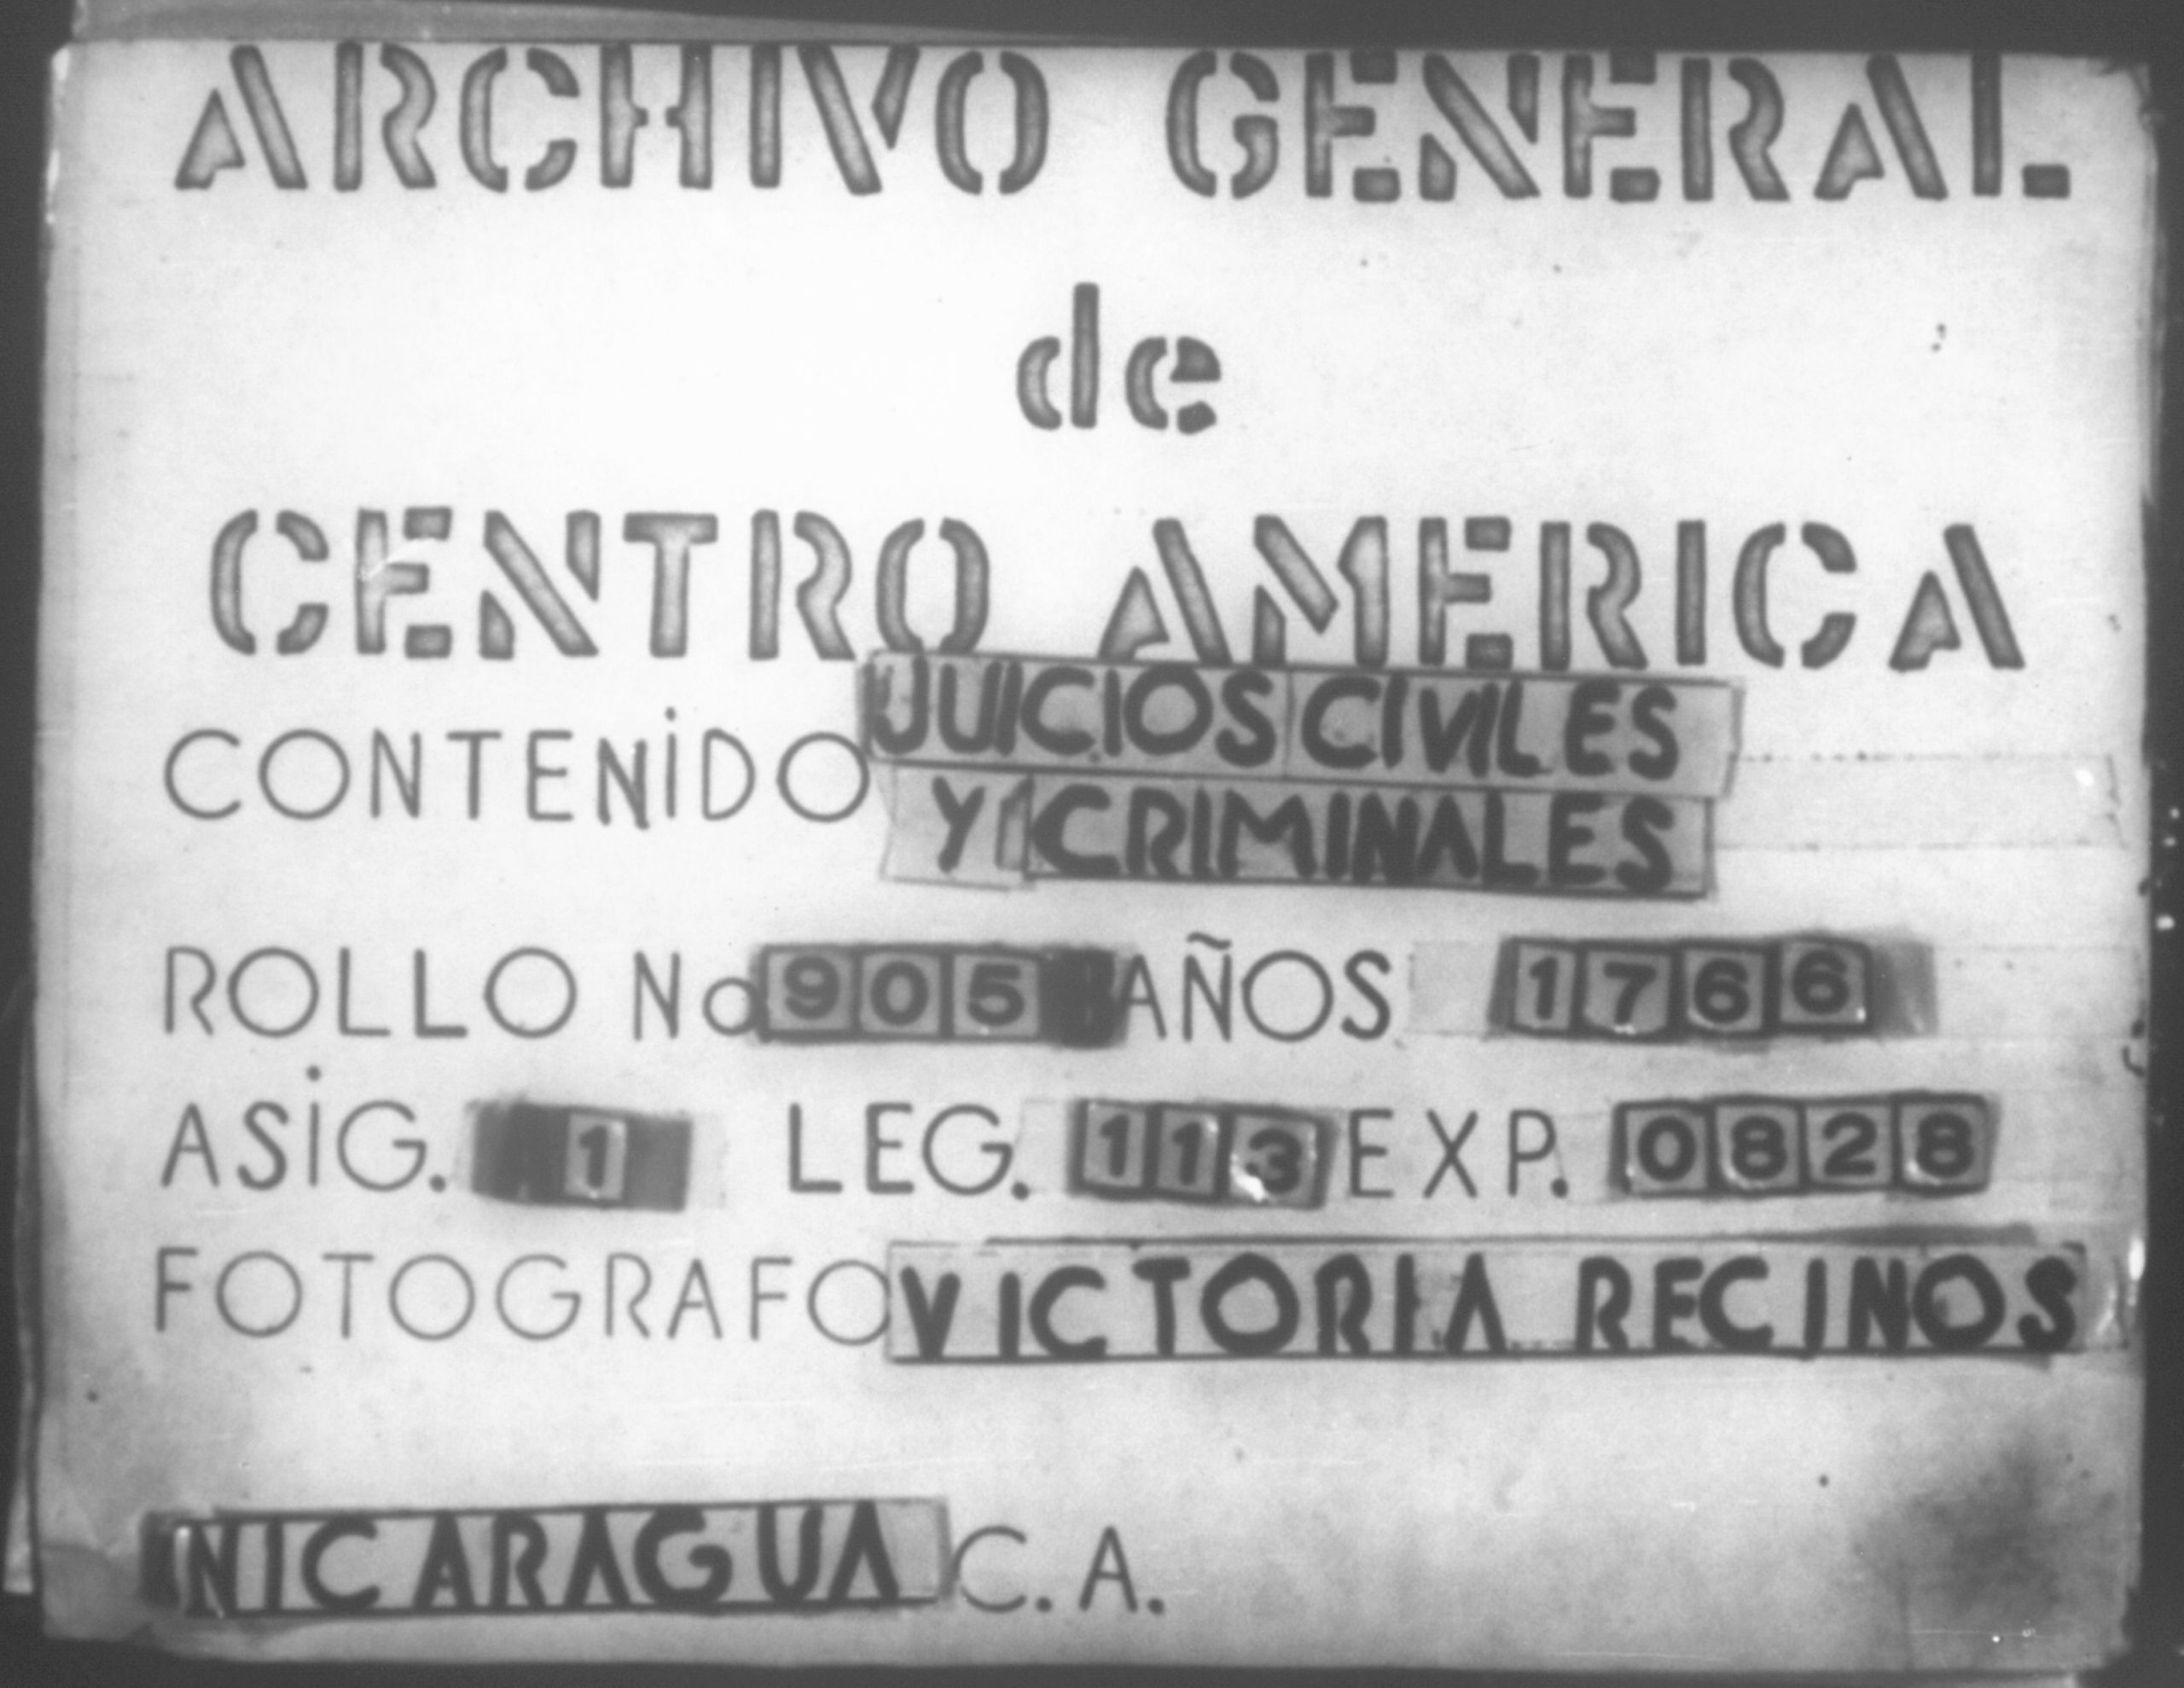 ARCHIVO GENERAL
de
CENTRO AMERICA
CONTENIDO JUICIOS CIVILES
Y CRIMINALES
ROLLO No 905 AÑOS 1766
ASIG. 1 LEG. 113 EXP. 0828
FOTOGRAFO VICTORIA RECINOS
NICARAGUA C. A.